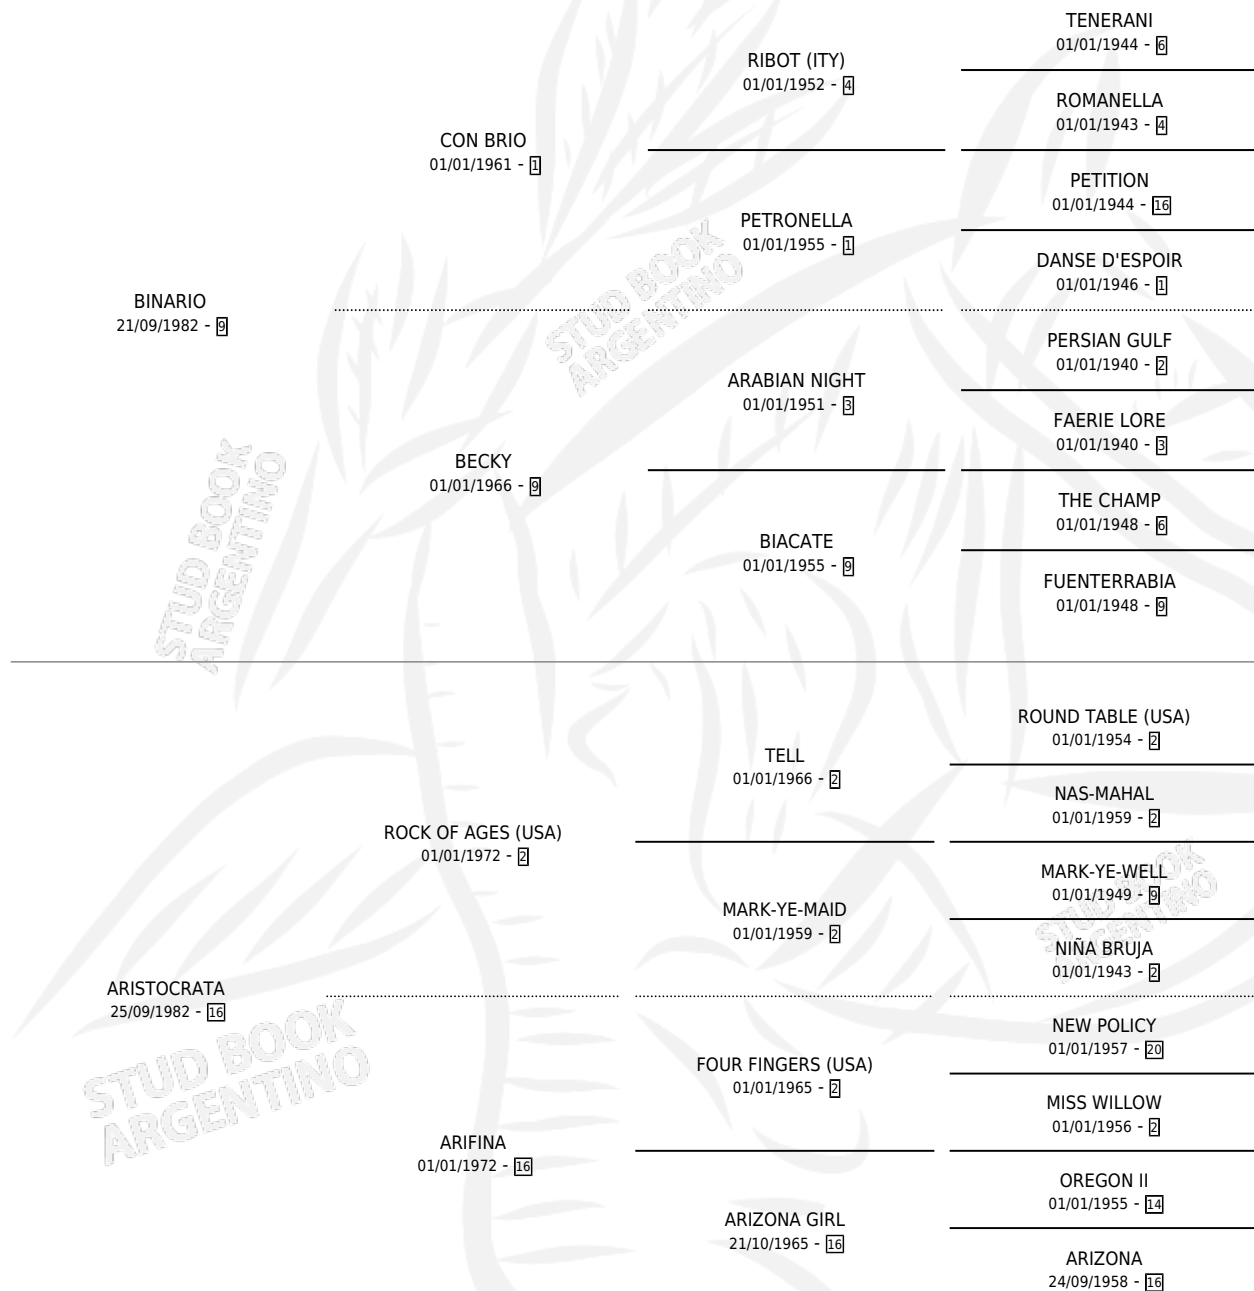 TENERANI
01/01/1944 - 6
RIBOT (ITY)
01/01/1952 - 4
ROMANELLA
01/01/1943 - 4
CON BRIO
01/01/1961 - 1
PETITION
01/01/1944 - 16
PETRONELLA
01/01/1955 - 1
DANSE D'ESPOIR
01/01/1946 - 1
BINARIO
21/09/1982 - 9
PERSIAN GULF
01/01/1940 - 2
ARABIAN NIGHT
01/01/1951 - 3
FAERIE LORE
01/01/1940 - 3
BECKY
01/01/1966 - 9
THE CHAMP
01/01/1948 - 6
BIACATE
01/01/1955 - 9
FUENTERRABIA
01/01/1948 - 9
ROUND TABLE (USA)
01/01/1954 - 2
TELL
01/01/1966 - 2
NAS-MAHAL
01/01/1959 - 2
ROCK OF AGES (USA)
01/01/1972 - 2
MARK-YE-WELL
01/01/1949 - 9
MARK-YE-MAID
01/01/1959 - 2
NIÑA BRUJA
01/01/1943 - 2
ARISTOCRATA
25/09/1982 - 16
NEW POLICY
01/01/1957 - 20
FOUR FINGERS (USA)
01/01/1965 - 2
MISS WILLOW
01/01/1956 - 2
ARIFINA
01/01/1972 - 16
OREGON II
01/01/1955 - 14
ARIZONA GIRL
21/10/1965 - 16
ARIZONA
24/09/1958 - 16
STUD BOOK
ARGENTINO
STUD BOOK
ARGENTINO
STUD BOOK
ARGENTINO
STUD BOOK
ARGENTINO